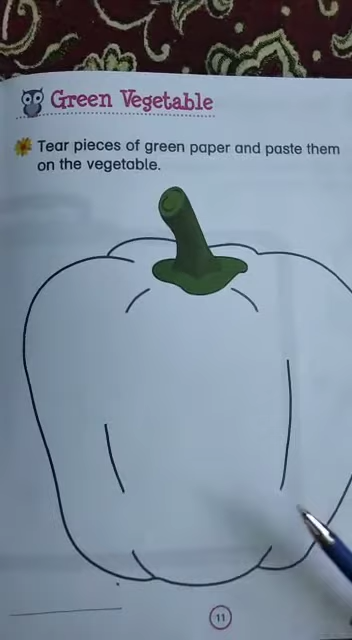 Green Vegetable
Tear pieces of green paper and paste them
on the vegetable.
11